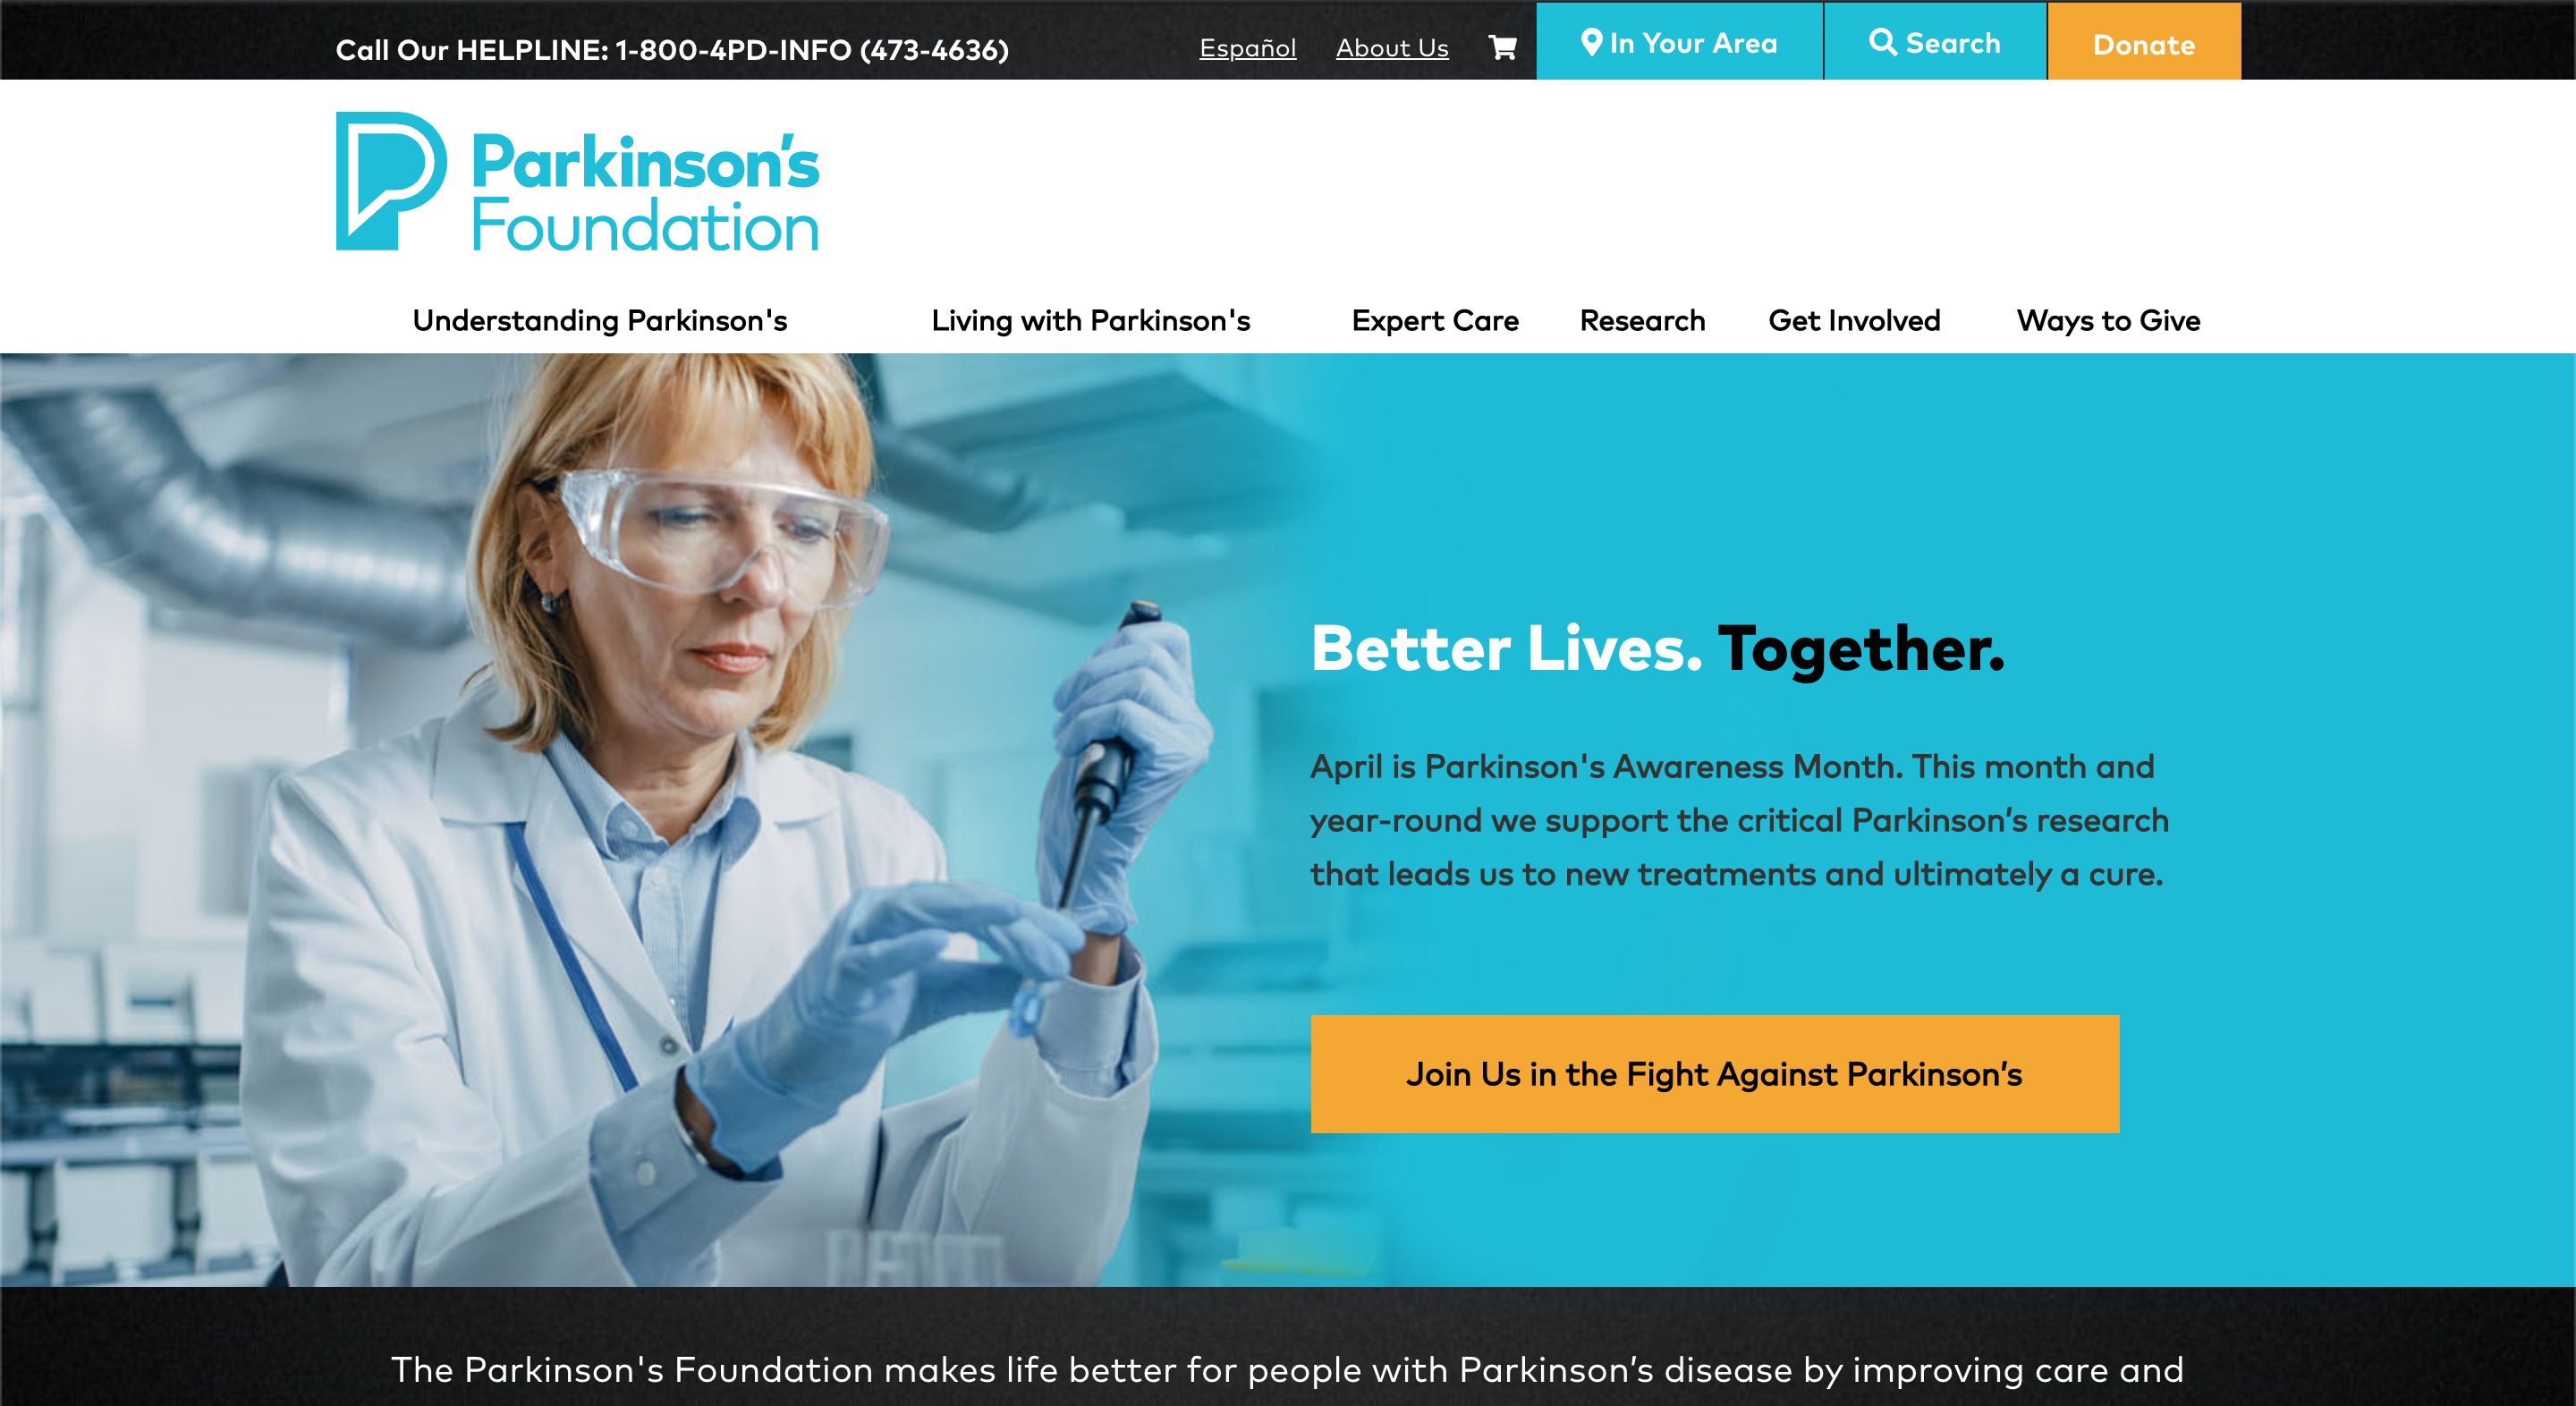 Call Our HELPLINE: 1-800-4PD-INFO (473-4636)
Español
About Us
In Your Area
Search
Donate
Parkinson’s
Foundation
Understanding Parkinson's
Living with Parkinson's
Expert Care
Research
Get Involved
Ways to Give
Better Lives. Together.
April is Parkinson's Awareness Month. This month and
year-round we support the critical Parkinson’s research
that leads us to new treatments and ultimately a cure.
Join Us in the Fight Against Parkinson’s
The Parkinson's Foundation makes life better for people with Parkinson’s disease by improving care and